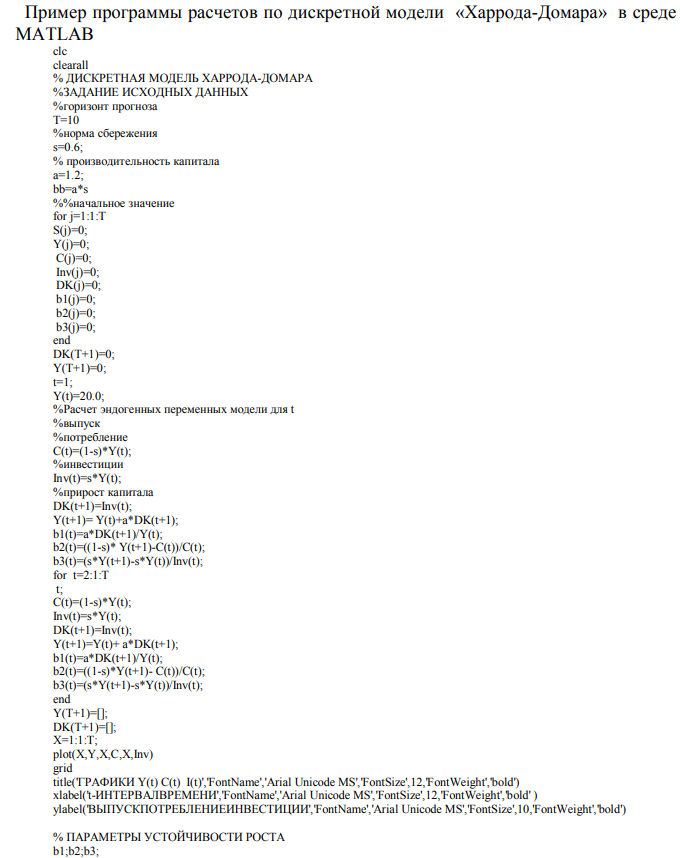 Пример программы расчетов по дискретной модели «Харрода-Домара» в среде
MATLAB
clc
clearall
% ДИСКРЕТНАЯ МОДЕЛЬ ХАРРОДА-ДОМАРА
%ЗАДАНИЕ ИСХОДНЫХ ДАННЫХ
%горизонт прогноза
T=10
%норма сбережения
s=0.6;
% производительность капитала
a=1.2;
bb=a*s
%%начальное значение
for j=1:1:T
S(j)=0;
Y(j)=0;
C(j)=0;
Inv(j)=0;
DK(j)=0;
b1(j)=0;
b2(j)=0;
b3(j)=0;
end
DK(T+1)=0;
Y(T+1)=0;
t=1;
Y(t)=20.0;
%Расчет эндогенных переменных модели для t
%выпуск
%потребление
C(t)=(1-s)*Y(t);
%инвестиции
Inv(t)=s*Y(t);
%прирост капитала
DK(t+1)=Inv(t);
Y(t+1)= Y(t)+a*DK(t+1);
b1(t)=a*DK(t+1)/Y(t);
b2(t)=((1-s)* Y(t+1)-C(t))/C(t);
b3(t)=(s*Y(t+1)-s*Y(t))/Inv(t);
for t=2:1:T
t;
C(t)=(1-s)*Y(t);
Inv(t)=s*Y(t);
DK(t+1)=Inv(t);
Y(t+1)=Y(t)+ a*DK(t+1);
b1(t)=a*DK(t+1)/Y(t);
b2(t)=((1-s)*Y(t+1)- C(t))/C(t);
b3(t)=(s*Y(t+1)-s*Y(t))/Inv(t);
end
Y(T+1)=[];
DK(T+1)=[];
X=1:1:T;
plot(X,Y,X,C,X,Inv)
grid
title('ГРАФИКИ Y(t) C(t) I(t)','FontName','Arial Unicode MS','FontSize',12,'FontWeight','bold')
xlabel('t-ИНТЕРВАЛВРЕМЕНИ','FontName','Arial Unicode MS','FontSize',12,'FontWeight','bold' )
ylabel('ВЫПУСКПОТРЕБЛЕНИЕИНВЕСТИЦИИ','FontName','Arial Unicode MS','FontSize',10,'FontWeight','bold')
% ПАРАМЕТРЫ УСТОЙЧИВОСТИ РОСТА
b1;b2;b3;